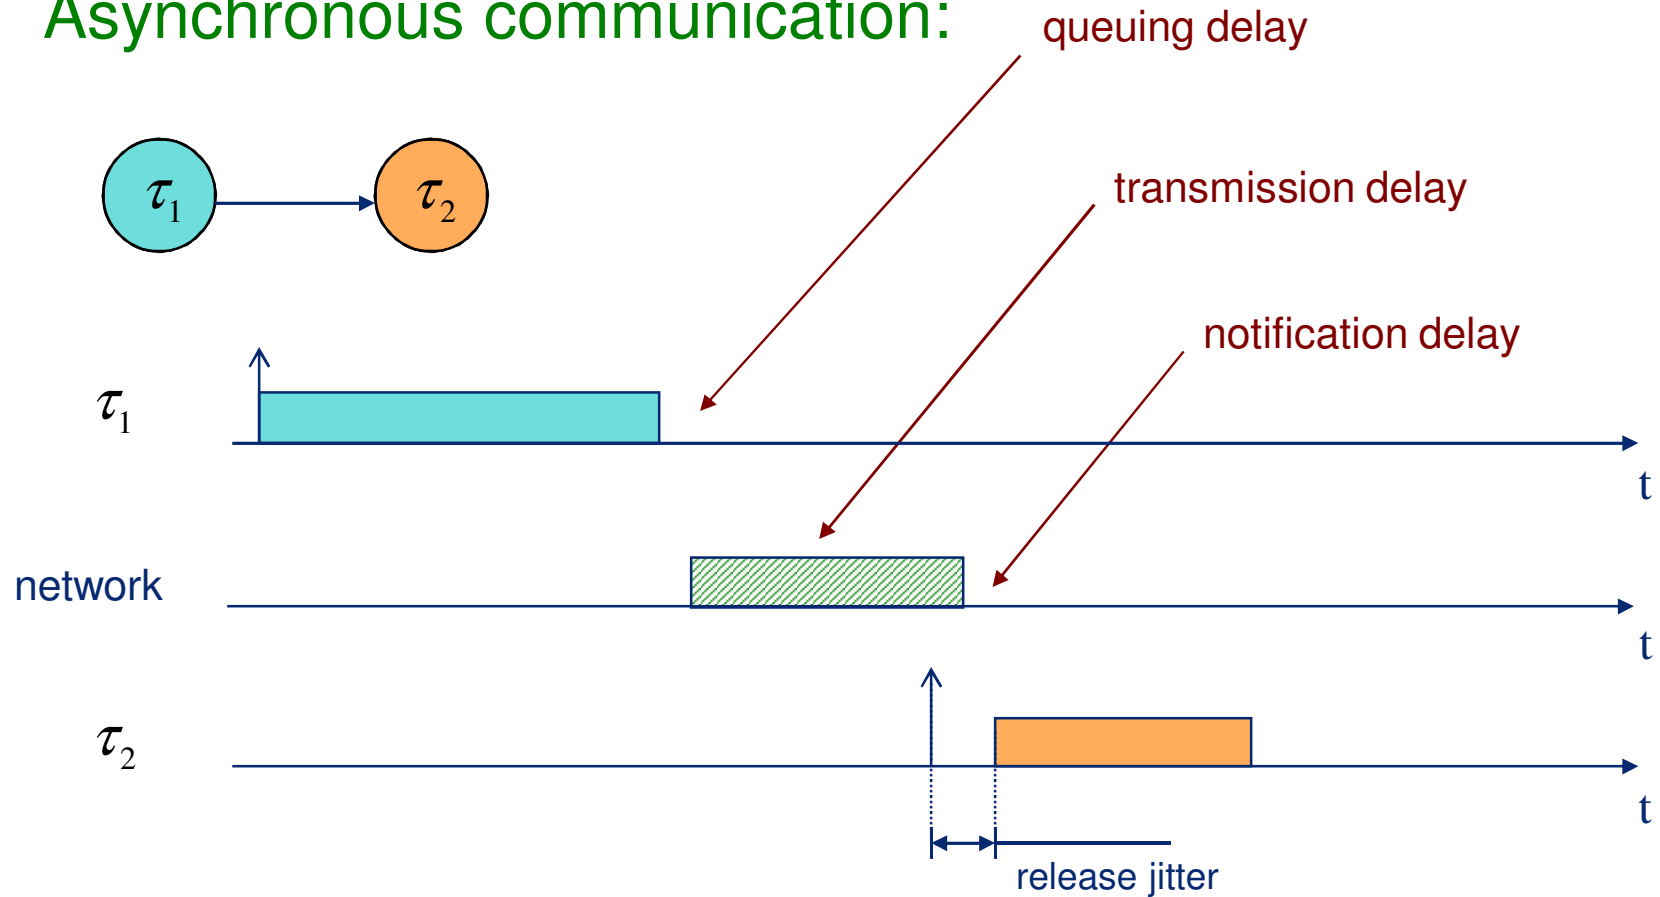 Asynchronous communication:
queuing delay
transmission delay
τ₁
τ₂
notification delay
τ₁
t
network
t
τ₂
t
release jitter